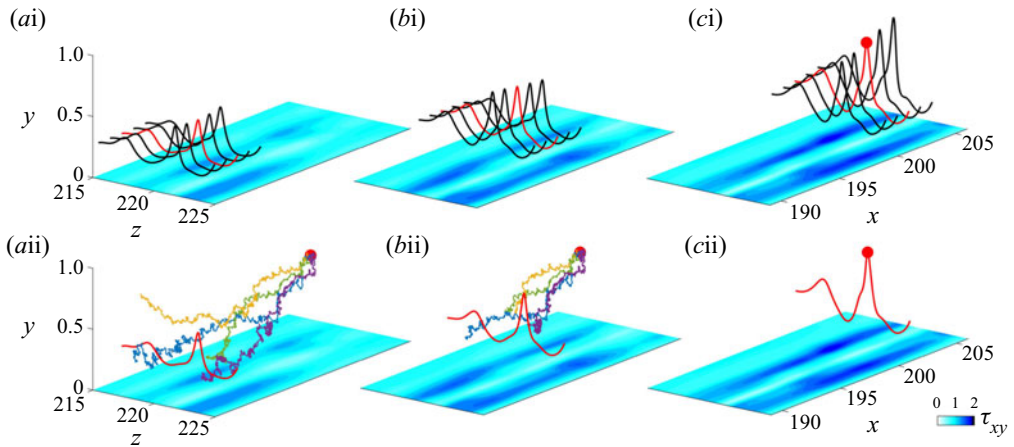 (ai) (bi) (ci)
1.0
y 0.5
0
215 220 225
z
190 195 200 205
x
(aii) (bii) (cii)
1.0
y 0.5
0
215 220 225
z
190 195 200 205
x
0 1 2 τxy